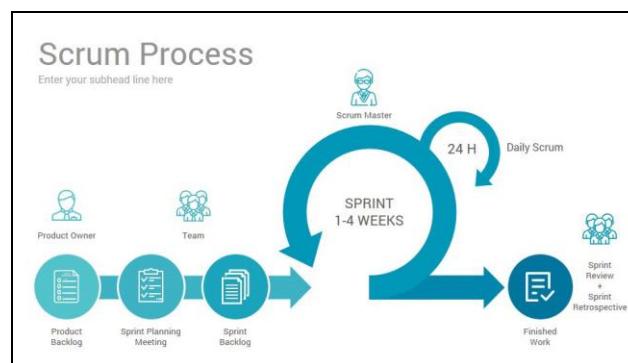 Scrum Process
Enter your subhead line here
Scrum Master
24 H
Daily Scrum
SPRINT
1-4 WEEKS
Product Owner
Team
Product
Backlog
Sprint Planning
Meeting
Sprint
Backlog
Finished
Work
Sprint
Review
+
Sprint
Retrospective